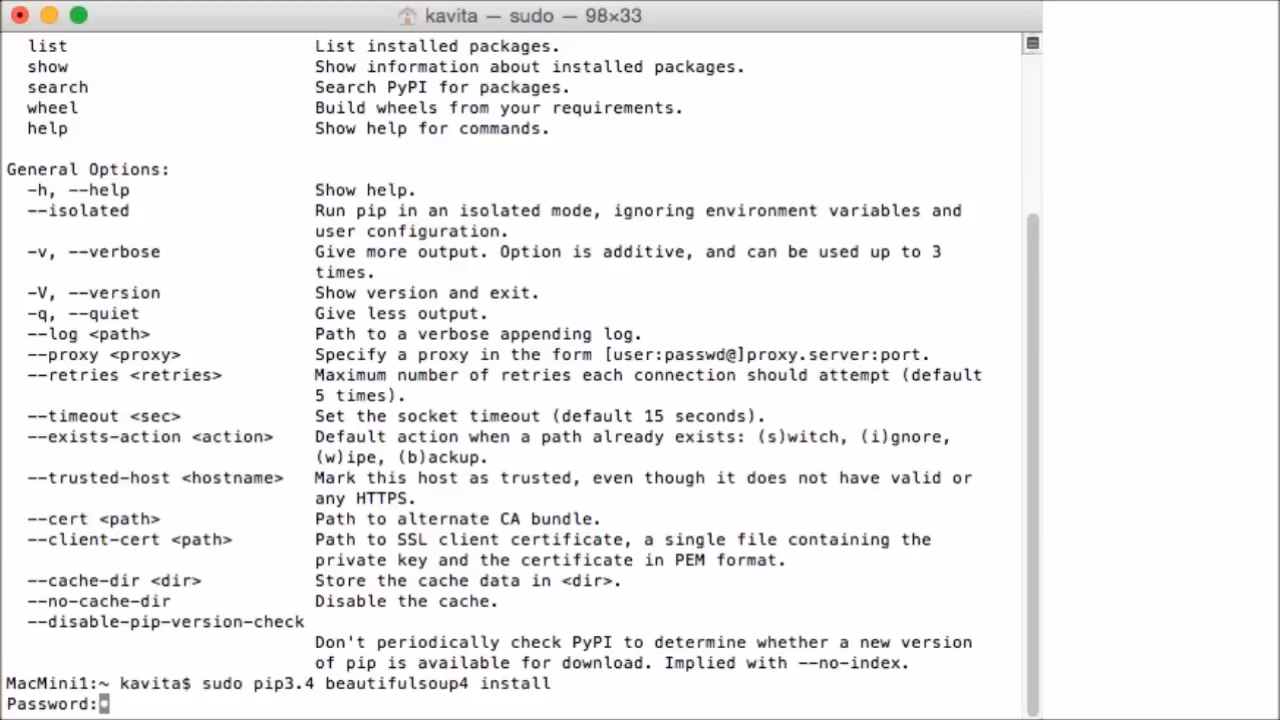 kavita — sudo — 98×33
list List installed packages.
show Show information about installed packages.
search Search PyPI for packages.
wheel Build wheels from your requirements.
help Show help for commands.
General Options:
-h, --help Show help.
--isolated Run pip in an isolated mode, ignoring environment variables and
user configuration.
-v, --verbose Give more output. Option is additive, and can be used up to 3
times.
-V, --version Show version and exit.
-q, --quiet Give less output.
--log <path> Path to a verbose appending log.
--proxy <proxy> Specify a proxy in the form [user:passwd@]proxy.server:port.
--retries <retries> Maximum number of retries each connection should attempt (default
5 times).
--timeout <sec> Set the socket timeout (default 15 seconds).
--exists-action <action> Default action when a path already exists: (s)witch, (i)gnore,
(w)ipe, (b)ackup.
--trusted-host <hostname> Mark this host as trusted, even though it does not have valid or
any HTTPS.
--cert <path> Path to alternate CA bundle.
--client-cert <path> Path to SSL client certificate, a single file containing the
private key and the certificate in PEM format.
--cache-dir <dir> Store the cache data in <dir>.
--no-cache-dir Disable the cache.
--disable-pip-version-check
Don't periodically check PyPI to determine whether a new version
of pip is available for download. Implied with --no-index.
MacMini1:~ kavita$ sudo pip3.4 beautifulsoup4 install
Password: